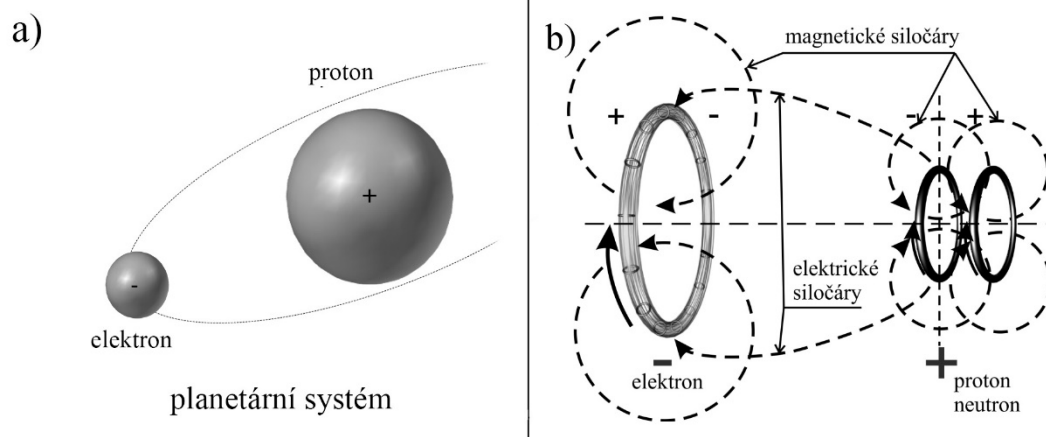 a)
proton
+
-
elektron
planetární systém
b)
magnetické siločáry
+ -
- +
elektrické
siločáry
-
elektron
+
proton
neutron